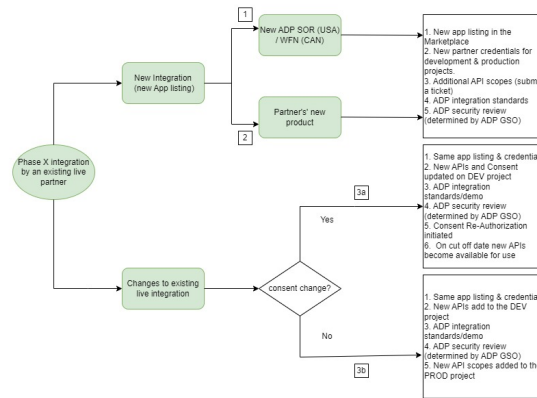 1
New ADP SOR (USA)
/ WFN (CAN)
1. New app listing in the
Marketplace
2. New partner credentials for
development & production
projects.
3. Additional API scopes (subm
a ticket)
4. ADP integration standards
5. ADP security review
(determined by ADP GSO)
New Integration
(new App listing)
Partner's' new
product
2
Phase X integration
by an existing live
partner
3a
Yes
1. Same app listing & credentia
2. New APIs and Consent
updated on DEV project
3. ADP integration
standards/demo
4. ADP security review
(determined by ADP GSO)
5. Consent Re-Authorization
initiated
6. On cut off date new APIs
become available for use
Changes to existing
live integration
consent change?
No
3b
1. Same app listing & credentia
2. New APIs add to the DEV
project
3. ADP integration
standards/demo
4. ADP security review
(determined by ADP GSO)
5. New API scopes added to the
PROD project